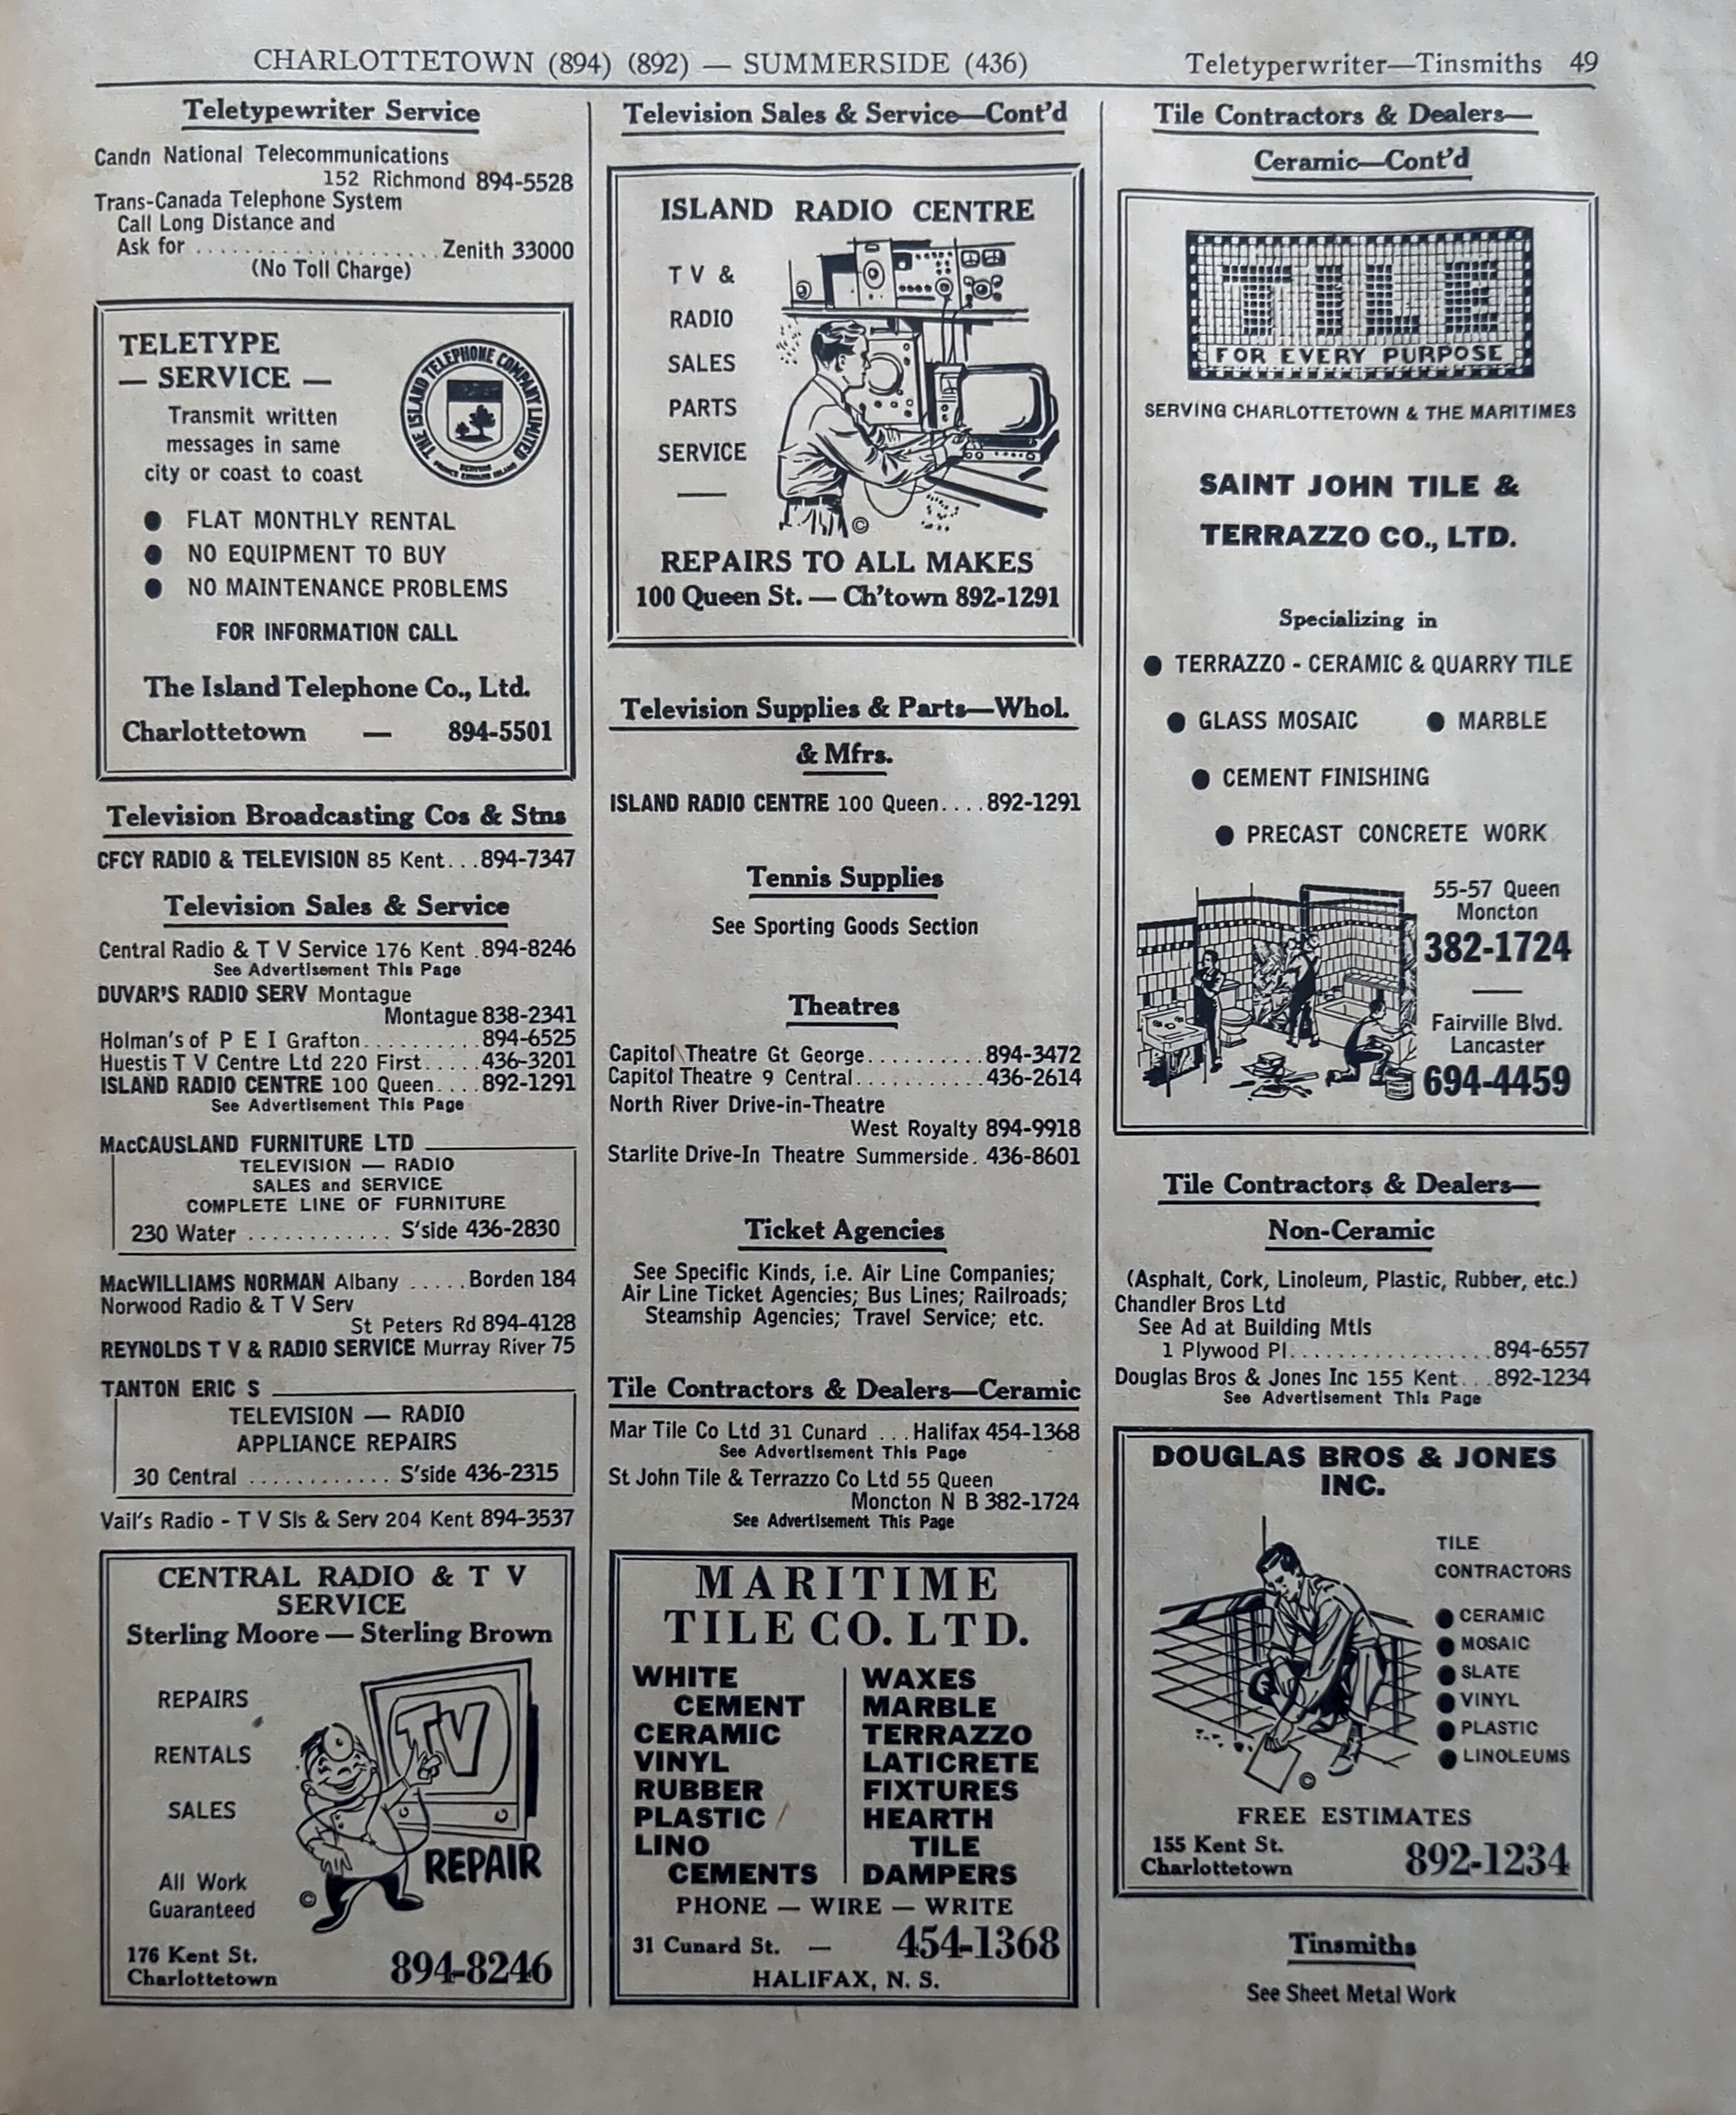 CHARLOTTETOWN (894) (892) — SUMMERSIDE (436)
Teletyperwriter—Tinsmiths 49
Teletypewriter Service
Candn National Telecommunications
152 Richmond 894-5528
Trans-Canada Telephone System
Call Long Distance and
Ask for .................... Zenith 33000
(No Toll Charge)
TELETYPE
— SERVICE —
Transmit written
messages in same
city or coast to coast
THE ISLAND TELEPHONE COMPANY LIMITED
SERVING
PRINCE EDWARD ISLAND
● FLAT MONTHLY RENTAL
● NO EQUIPMENT TO BUY
● NO MAINTENANCE PROBLEMS
FOR INFORMATION CALL
The Island Telephone Co., Ltd.
Charlottetown — 894-5501
Television Broadcasting Cos & Stns
CFCY RADIO & TELEVISION 85 Kent...894-7347
Television Sales & Service
Central Radio & T V Service 176 Kent .894-8246
See Advertisement This Page
DUVAR'S RADIO SERV Montague
Montague 838-2341
Holman's of P E I Grafton..........894-6525
Huestis T V Centre Ltd 220 First.....436-3201
ISLAND RADIO CENTRE 100 Queen....892-1291
See Advertisement This Page
MacCAUSLAND FURNITURE LTD
TELEVISION — RADIO
SALES and SERVICE
COMPLETE LINE OF FURNITURE
230 Water ............ S'side 436-2830
MacWILLIAMS NORMAN Albany .....Borden 184
Norwood Radio & T V Serv
St Peters Rd 894-4128
REYNOLDS T V & RADIO SERVICE Murray River 75
TANTON ERIC S
TELEVISION — RADIO
APPLIANCE REPAIRS
30 Central ............ S'side 436-2315
Vail's Radio - T V Sls & Serv 204 Kent 894-3537
CENTRAL RADIO & T V
SERVICE
Sterling Moore — Sterling Brown
REPAIRS
RENTALS
SALES
TV
REPAIR
All Work
Guaranteed
©
176 Kent St.
Charlottetown
894-8246
Television Sales & Service—Cont'd
ISLAND RADIO CENTRE
T V &
RADIO
SALES
PARTS
SERVICE
©
REPAIRS TO ALL MAKES
100 Queen St. — Ch'town 892-1291
Television Supplies & Parts—Whol.
& Mfrs.
ISLAND RADIO CENTRE 100 Queen....892-1291
Tennis Supplies
See Sporting Goods Section
Theatres
Capitol Theatre Gt George..........894-3472
Capitol Theatre 9 Central...........436-2614
North River Drive-in-Theatre
West Royalty 894-9918
Starlite Drive-In Theatre Summerside. 436-8601
Ticket Agencies
See Specific Kinds, i.e. Air Line Companies;
Air Line Ticket Agencies; Bus Lines; Railroads;
Steamship Agencies; Travel Service; etc.
Tile Contractors & Dealers—Ceramic
Mar Tile Co Ltd 31 Cunard ...Halifax 454-1368
See Advertisement This Page
St John Tile & Terrazzo Co Ltd 55 Queen
Moncton N B 382-1724
See Advertisement This Page
MARITIME
TILE CO. LTD.
WHITE
CEMENT
CERAMIC
VINYL
RUBBER
PLASTIC
LINO
CEMENTS
WAXES
MARBLE
TERRAZZO
LATICRETE
FIXTURES
HEARTH
TILE
DAMPERS
PHONE — WIRE — WRITE
31 Cunard St. — 454-1368
HALIFAX, N. S.
Tile Contractors & Dealers—
Ceramic—Cont'd
TILE
FOR EVERY PURPOSE
SERVING CHARLOTTETOWN & THE MARITIMES
SAINT JOHN TILE &
TERRAZZO CO., LTD.
Specializing in
● TERRAZZO - CERAMIC & QUARRY TILE
● GLASS MOSAIC ● MARBLE
● CEMENT FINISHING
● PRECAST CONCRETE WORK
55-57 Queen
Moncton
382-1724
Fairville Blvd.
Lancaster
694-4459
Tile Contractors & Dealers—
Non-Ceramic
(Asphalt, Cork, Linoleum, Plastic, Rubber, etc.)
Chandler Bros Ltd
See Ad at Building Mtls
1 Plywood Pl.................894-6557
Douglas Bros & Jones Inc 155 Kent...892-1234
See Advertisement This Page
DOUGLAS BROS & JONES
INC.
TILE
CONTRACTORS
● CERAMIC
● MOSAIC
● SLATE
● VINYL
● PLASTIC
● LINOLEUMS
©
FREE ESTIMATES
155 Kent St.
Charlottetown
892-1234
Tinsmiths
See Sheet Metal Work